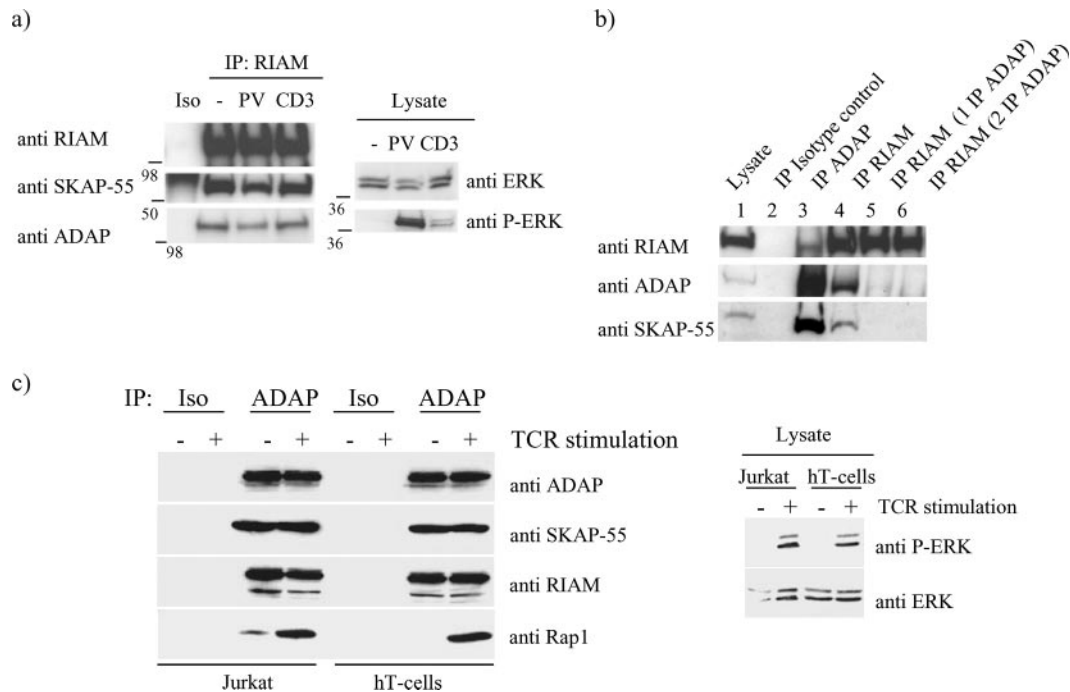 a)
IP: RIAM
Iso - PV CD3
anti RIAM
98
anti SKAP-55
50
anti ADAP
98
Lysate
- PV CD3
anti ERK
36
anti P-ERK
36
b)
Lysate
IP Isotype control
IP ADAP
IP RIAM
IP RIAM (1 IP ADAP)
IP RIAM (2 IP ADAP)
1 2 3 4 5 6
anti RIAM
anti ADAP
anti SKAP-55
c)
IP: Iso ADAP Iso ADAP
- + - + - + - + TCR stimulation
anti ADAP
anti SKAP-55
anti RIAM
anti Rap1
Jurkat hT-cells
Lysate
Jurkat hT-cells
- + - + TCR stimulation
anti P-ERK
anti ERK